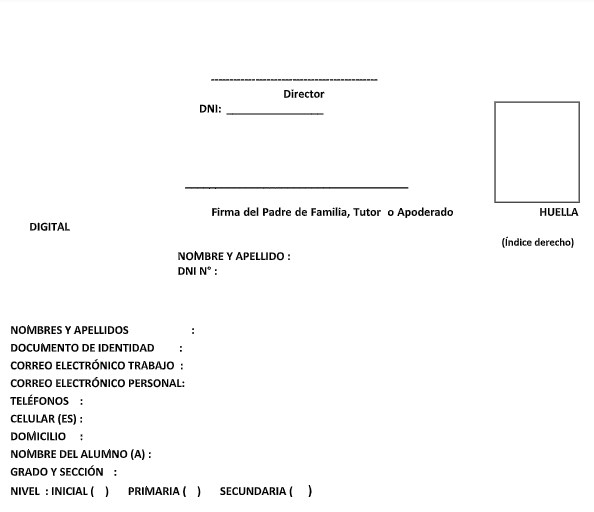 ---------------------------------------------
Director
DNI: _________________
_______________________________________
Firma del Padre de Familia, Tutor o Apoderado HUELLA
DIGITAL
(Índice derecho)
NOMBRE Y APELLIDO :
DNI N° :
NOMBRES Y APELLIDOS :
DOCUMENTO DE IDENTIDAD :
CORREO ELECTRÓNICO TRABAJO :
CORREO ELECTRÓNICO PERSONAL:
TELÉFONOS :
CELULAR (ES) :
DOMICILIO :
NOMBRE DEL ALUMNO (A) :
GRADO Y SECCIÓN :
NIVEL : INICIAL ( ) PRIMARIA ( ) SECUNDARIA ( )